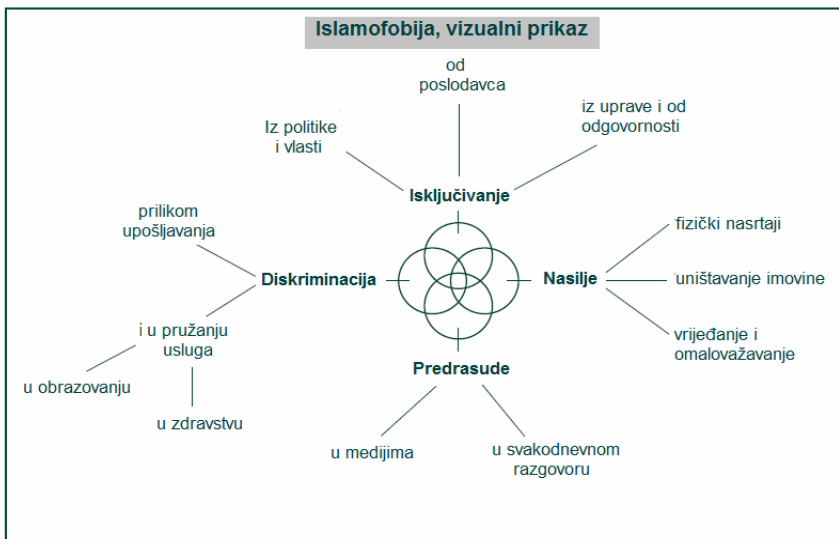 Islamofobija, vizualni prikaz
od
poslodavca
Iz politike
i vlasti
iz uprave i od
odgovornosti
Isključivanje
prilikom
upošljavanja
Diskriminacija
i u pružanju
usluga
u obrazovanju
u zdravstvu
Nasilje
fizički nasrtaji
uništavanje imovine
vrijeđanje i
omalovažavanje
Predrasude
u medijima
u svakodnevnom
razgovoru